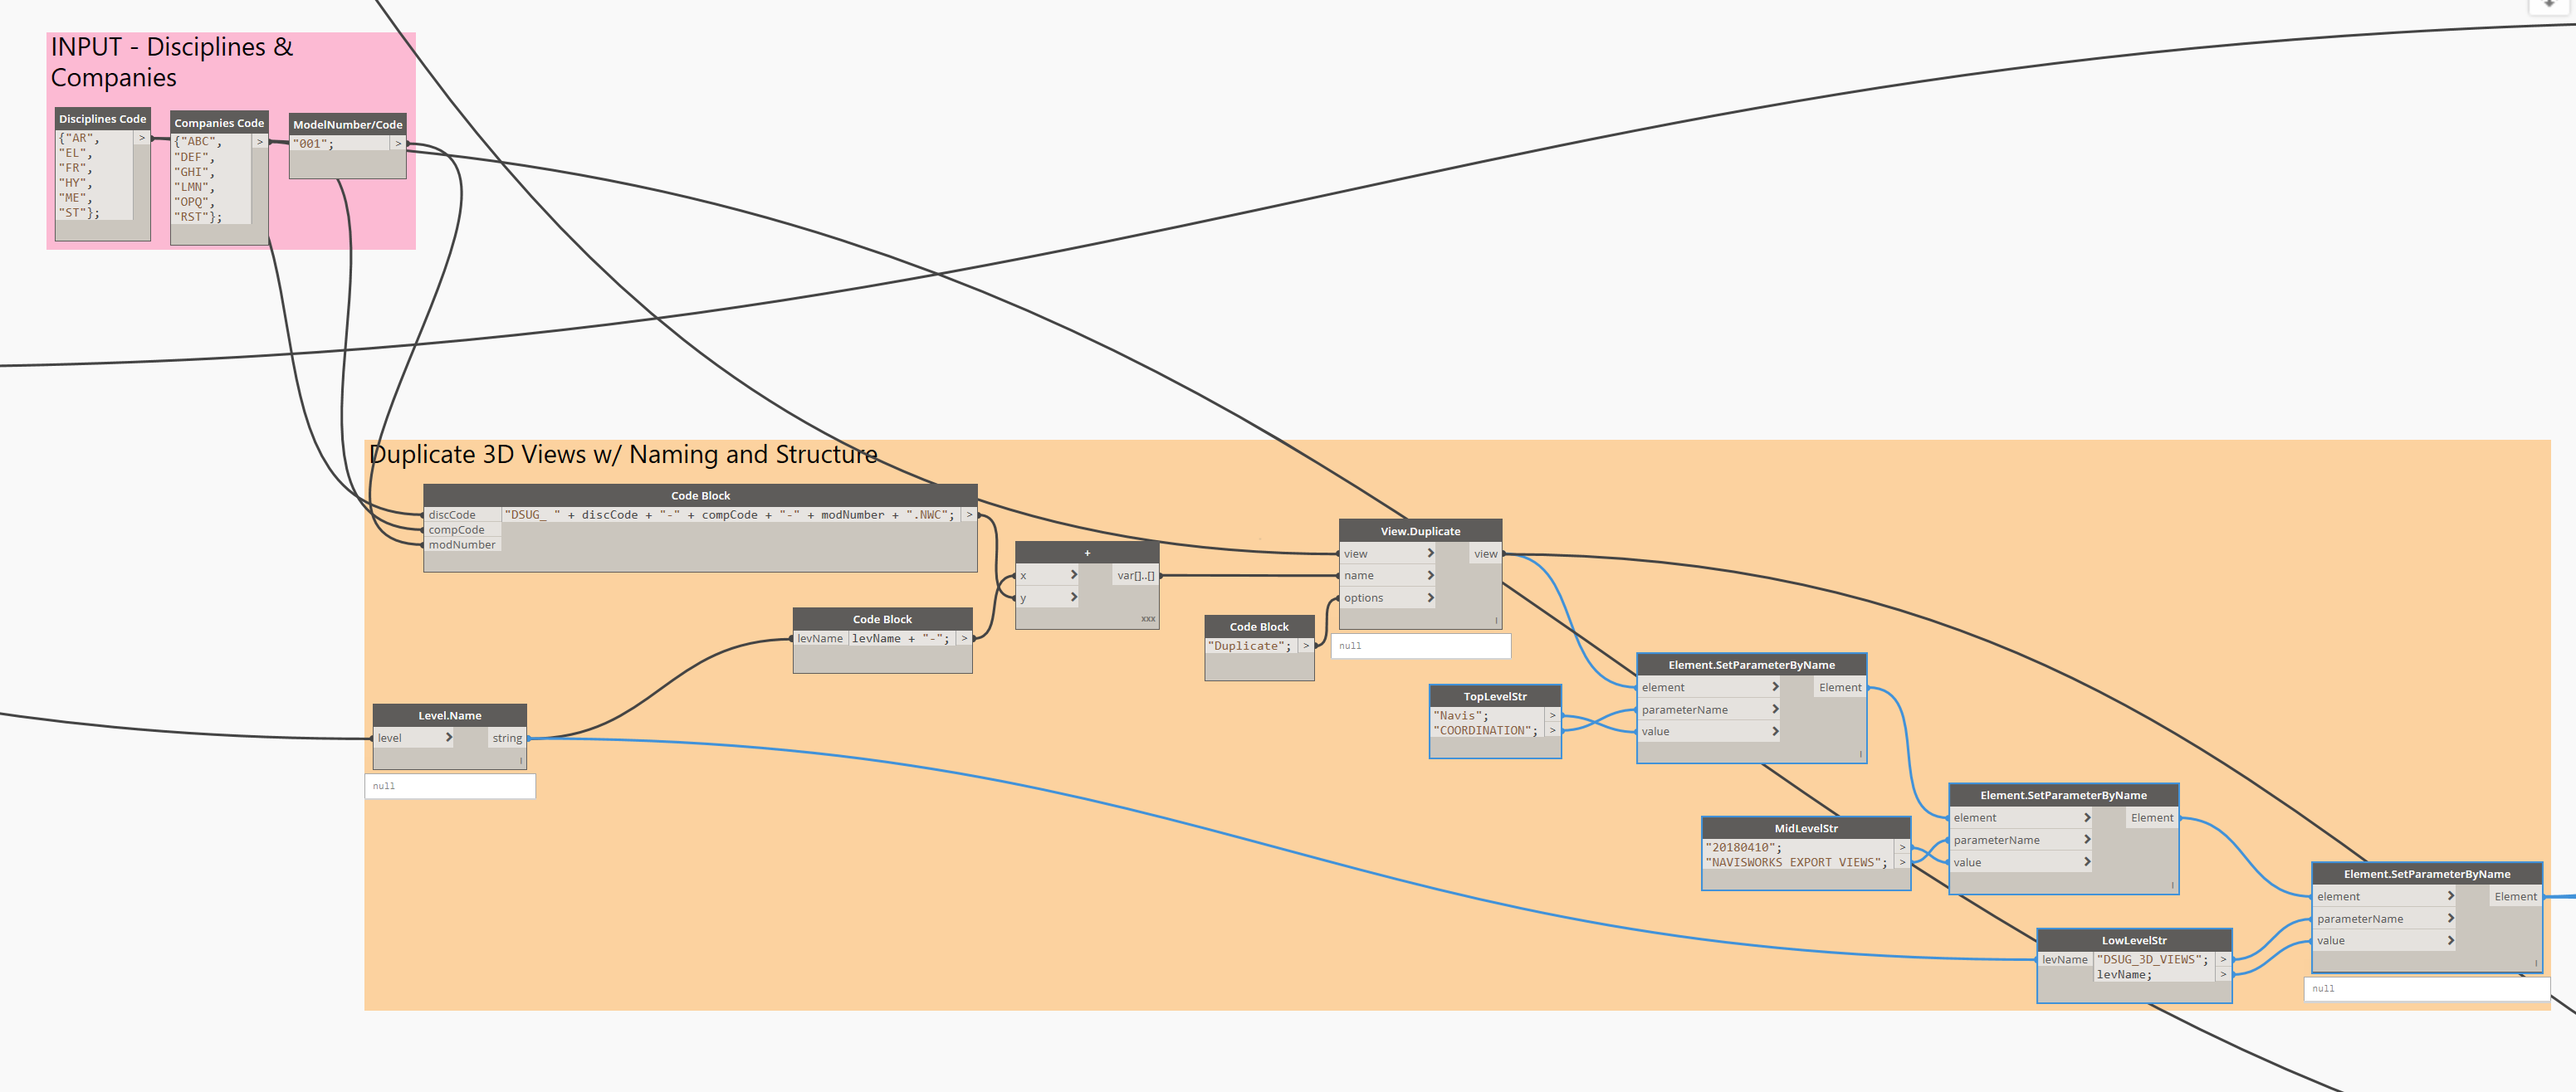 INPUT - Disciplines &
Companies
Disciplines Code
{"AR",
"EL",
"FR",
"HY",
"ME",
"ST"};
>
Companies Code
{"ABC",
"DEF",
"GHI",
"LMN",
"OPQ",
"RST"};
>
ModelNumber/Code
"001";
>
Duplicate 3D Views w/ Naming and Structure
Code Block
discCode "DSUG_ " + discCode + "-" + compCode + "-" + modNumber + ".NWC"; >
compCode
modNumber
+
x > var[]..[]
y >
xxx
Code Block
levName levName + "-"; >
Level.Name
level > string
l
null
Code Block
"Duplicate"; >
View.Duplicate
view > view
name >
options >
l
null
TopLevelStr
"Navis"; >
"COORDINATION"; >
Element.SetParameterByName
element > Element
parameterName >
value >
l
MidLevelStr
"20180410"; >
"NAVISWORKS EXPORT VIEWS"; >
Element.SetParameterByName
element > Element
parameterName >
value >
l
LowLevelStr
levName "DSUG_3D_VIEWS"; >
levName; >
Element.SetParameterByName
element > Element
parameterName >
value >
l
null